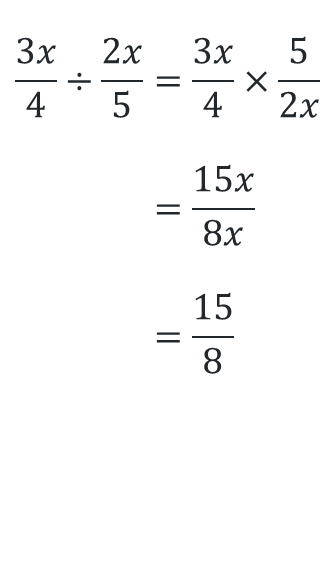 3x/4 ÷ 2x/5 = 3x/4 × 5/2x
= 15x/8x
= 15/8